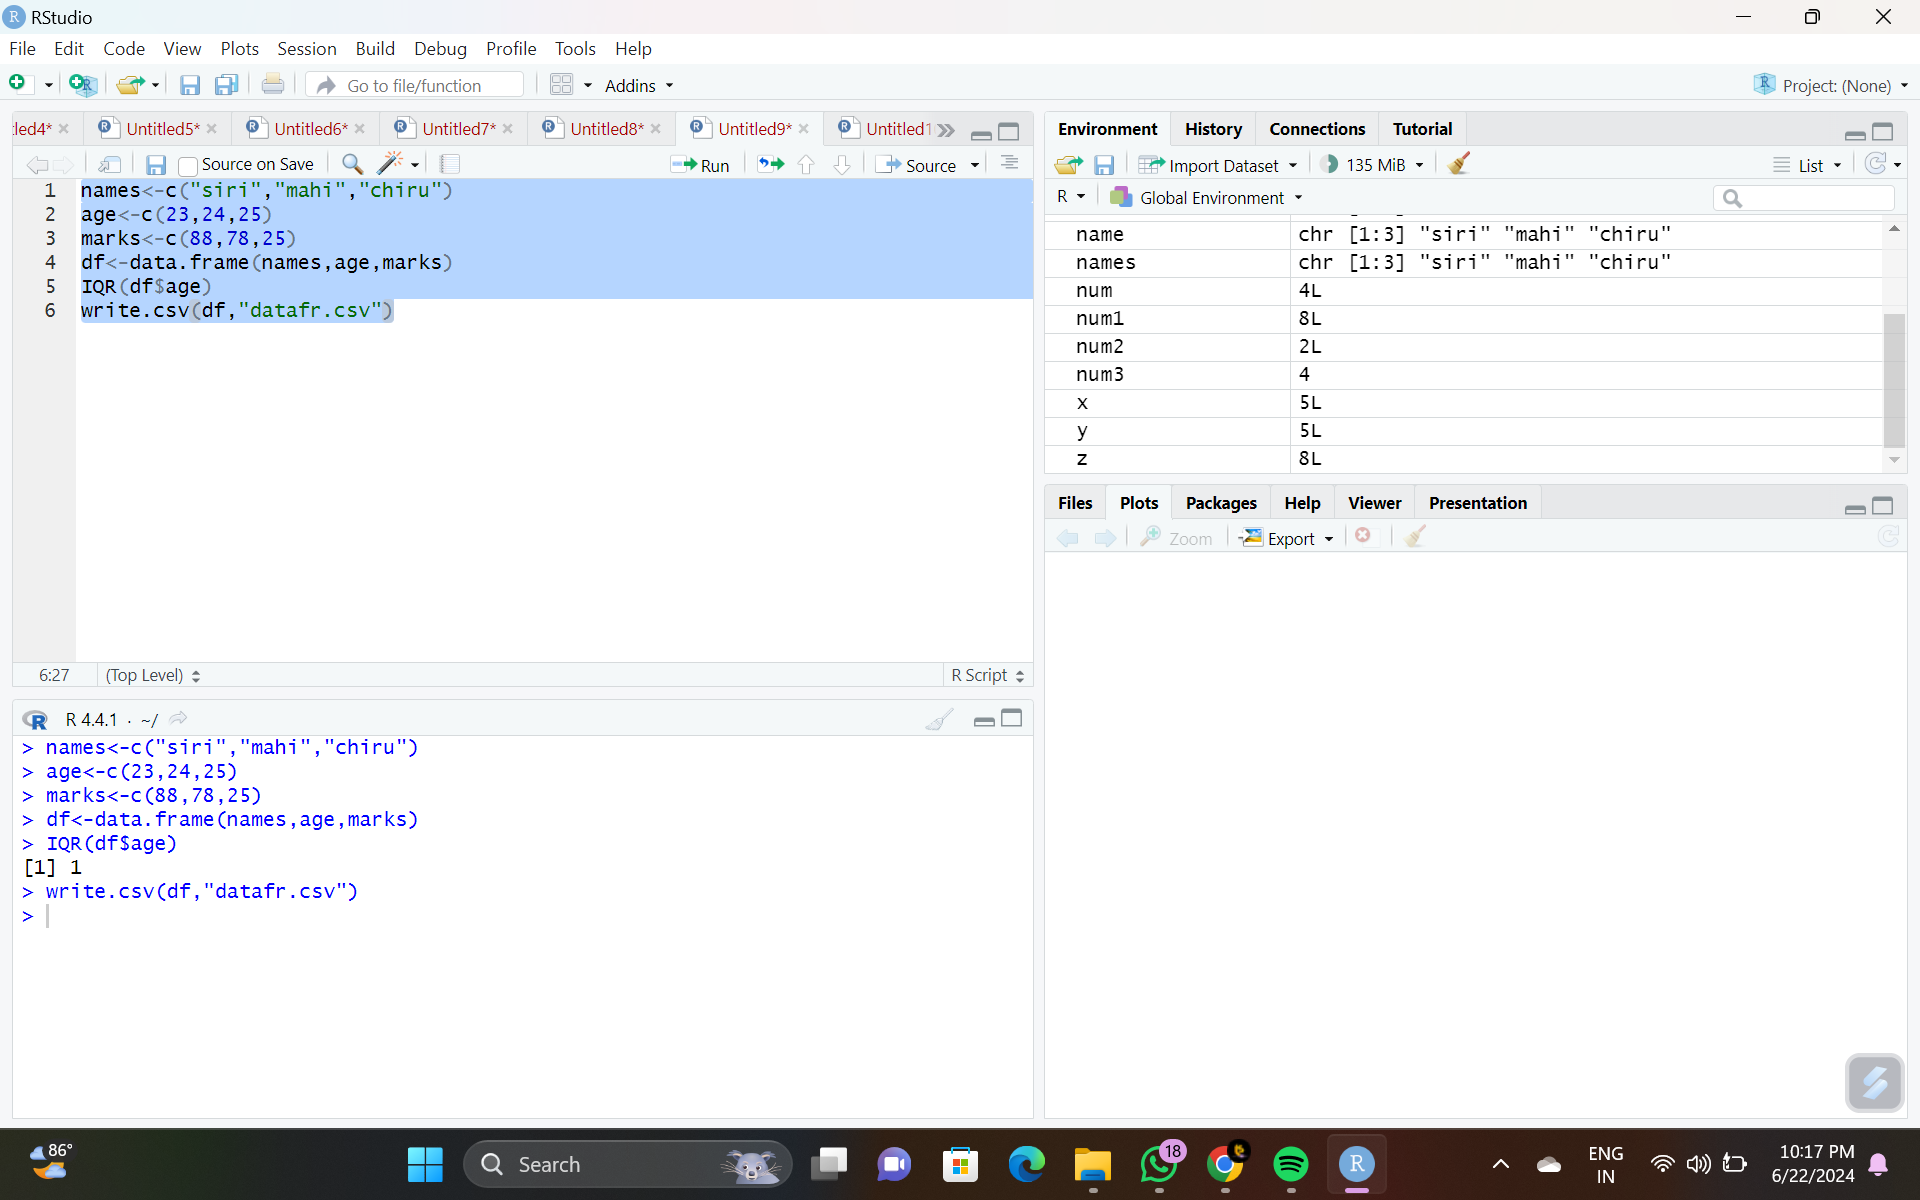 RStudio
File Edit Code View Plots Session Build Debug Profile Tools Help
Go to file/function Addins Project: (None)
led4* Untitled5* Untitled6* Untitled7* Untitled8* Untitled9* Untitled1
Source on Save Run Source
1 names<-c("siri","mahi","chiru")
2 age<-c(23,24,25)
3 marks<-c(88,78,25)
4 df<-data.frame(names,age,marks)
5 IQR(df$age)
6 write.csv(df,"datafr.csv")
6:27 (Top Level) R Script
R 4.4.1 · ~/
> names<-c("siri","mahi","chiru")
> age<-c(23,24,25)
> marks<-c(88,78,25)
> df<-data.frame(names,age,marks)
> IQR(df$age)
[1] 1
> write.csv(df,"datafr.csv")
>
Environment History Connections Tutorial
Import Dataset 135 MiB List
R Global Environment
name chr [1:3] "siri" "mahi" "chiru"
names chr [1:3] "siri" "mahi" "chiru"
num 4L
num1 8L
num2 2L
num3 4
x 5L
y 5L
z 8L
Files Plots Packages Help Viewer Presentation
Zoom Export
86°
Search
18
R
ENG
IN
10:17 PM
6/22/2024